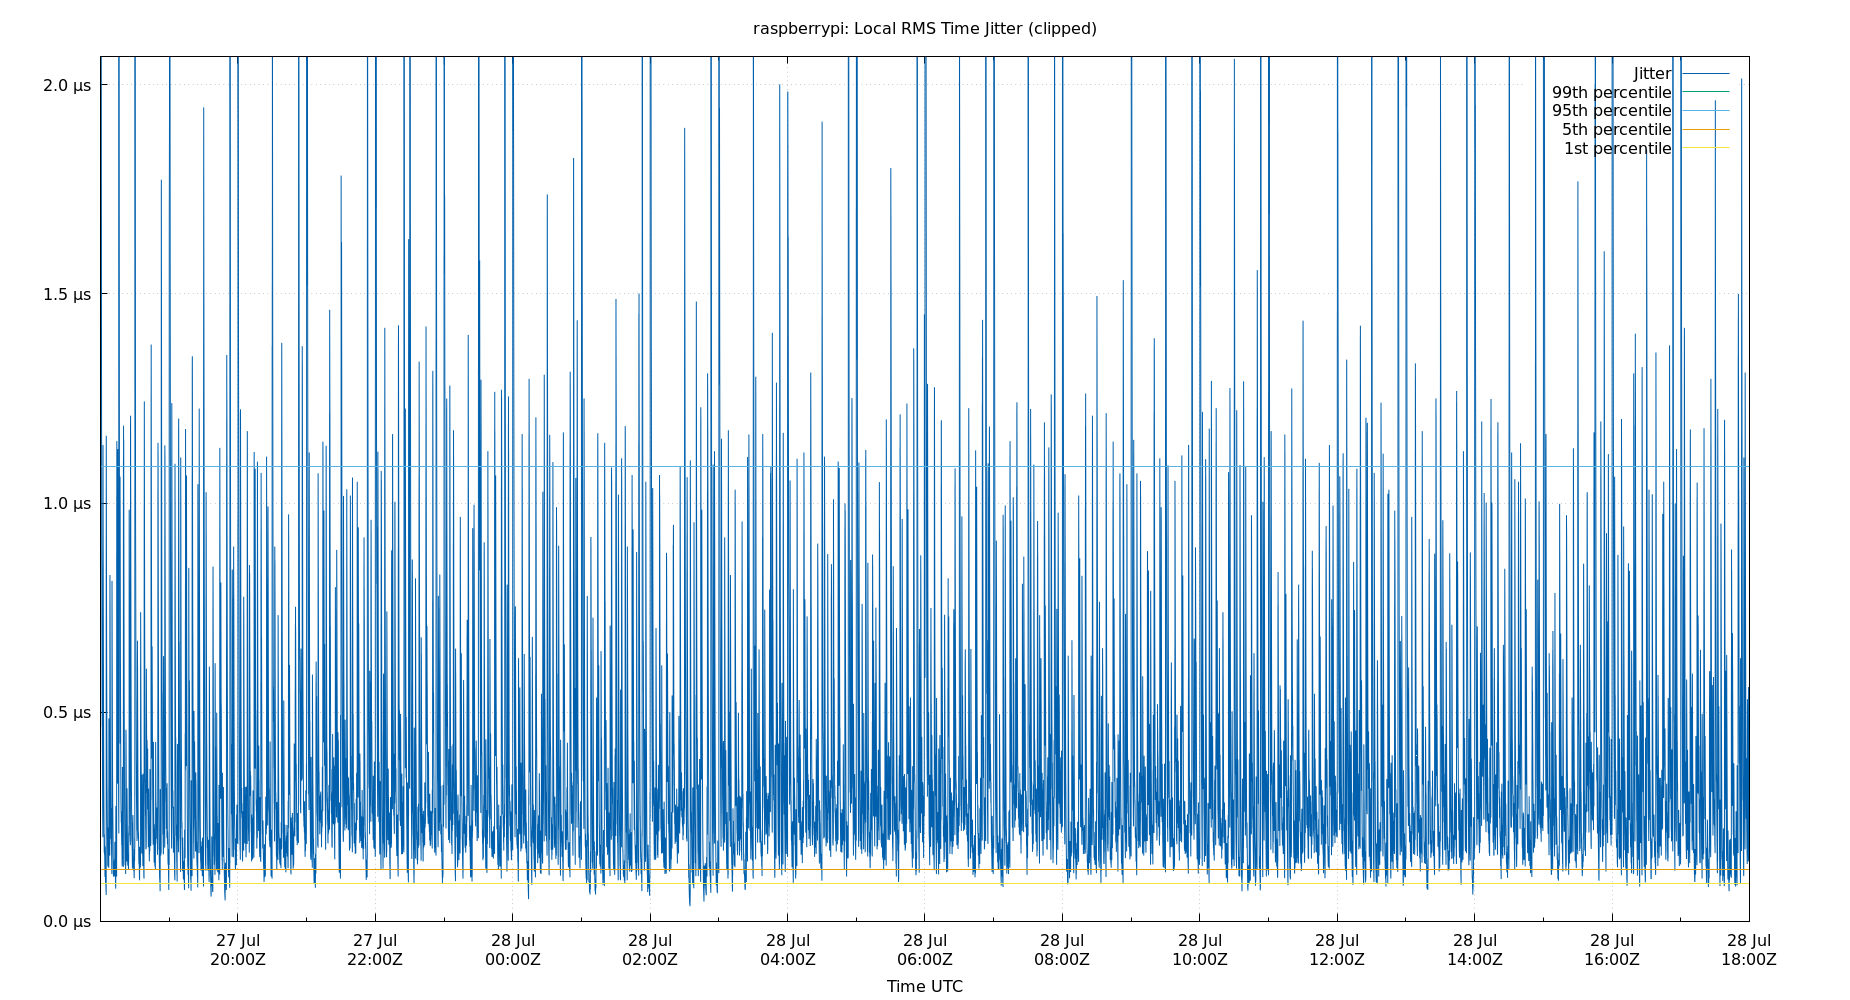 raspberrypi: Local RMS Time Jitter (clipped)
2.0 µs
1.5 µs
1.0 µs
0.5 µs
0.0 µs
Jitter
99th percentile
95th percentile
5th percentile
1st percentile
27 Jul 27 Jul 28 Jul 28 Jul 28 Jul 28 Jul 28 Jul 28 Jul 28 Jul 28 Jul 28 Jul 28 Jul
20:00Z 22:00Z 00:00Z 02:00Z 04:00Z 06:00Z 08:00Z 10:00Z 12:00Z 14:00Z 16:00Z 18:00Z
Time UTC